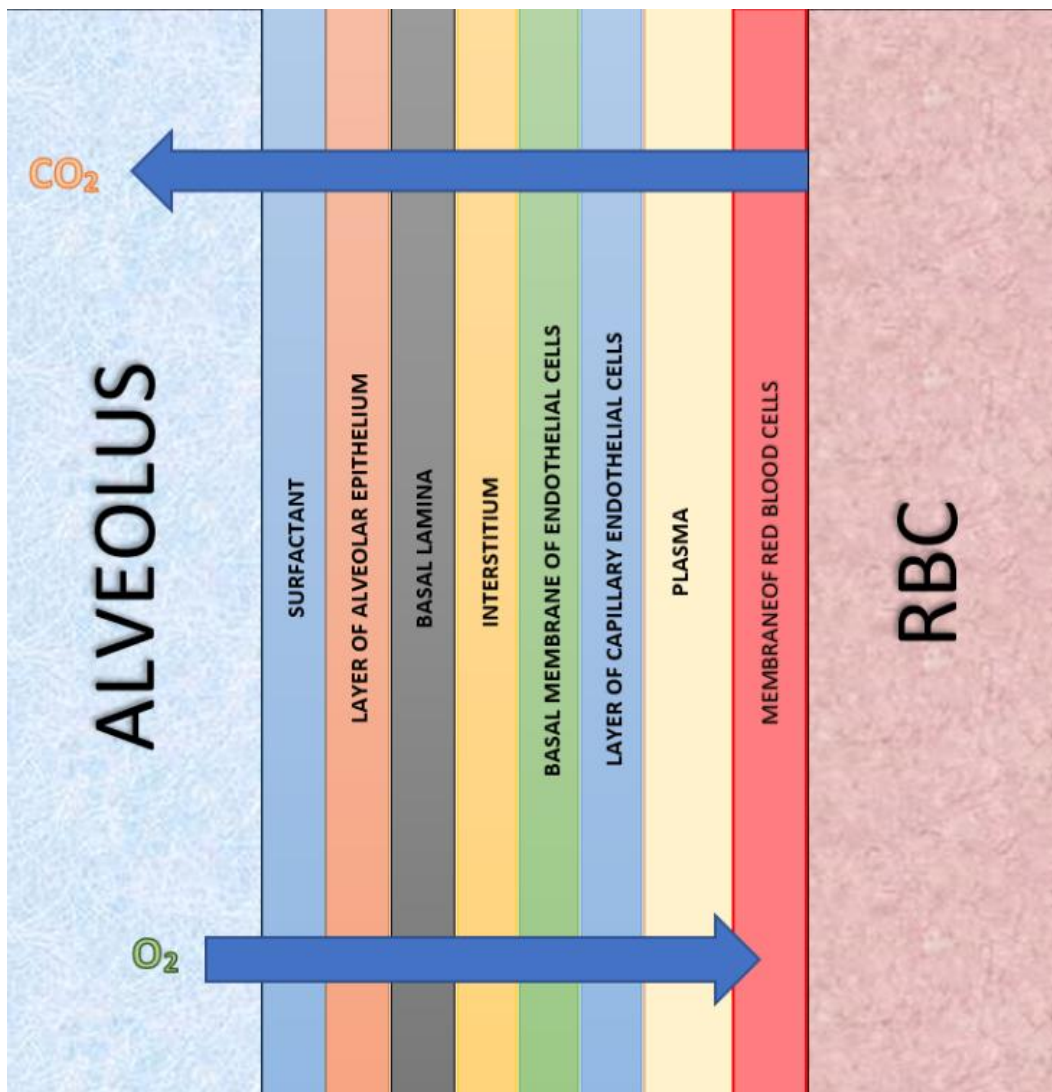 CO₂
O₂
ALVEOLUS
SURFACTANT
LAYER OF ALVEOLAR EPITHELIUM
BASAL LAMINA
INTERSTITIUM
BASAL MEMBRANE OF ENDOTHELIAL CELLS
LAYER OF CAPILLARY ENDOTHELIAL CELLS
PLASMA
MEMBRANEOF RED BLOOD CELLS
RBC